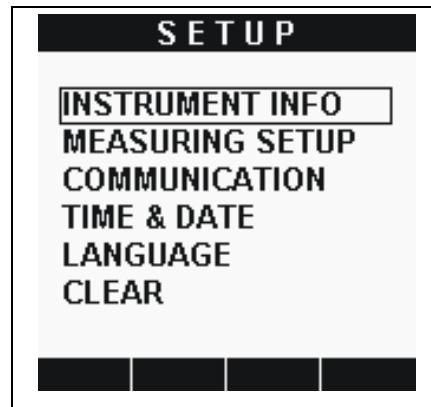 SETUP
INSTRUMENT INFO
MEASURING SETUP
COMMUNICATION
TIME & DATE
LANGUAGE
CLEAR